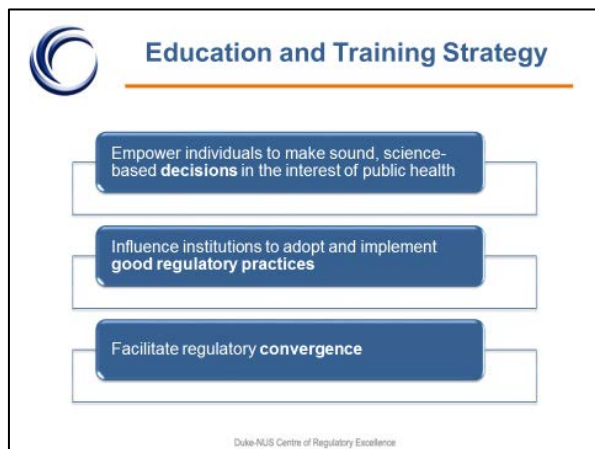 Education and Training Strategy
Empower individuals to make sound, science-
based decisions in the interest of public health
Influence institutions to adopt and implement
good regulatory practices
Facilitate regulatory convergence
Duke-NUS Centre of Regulatory Excellence